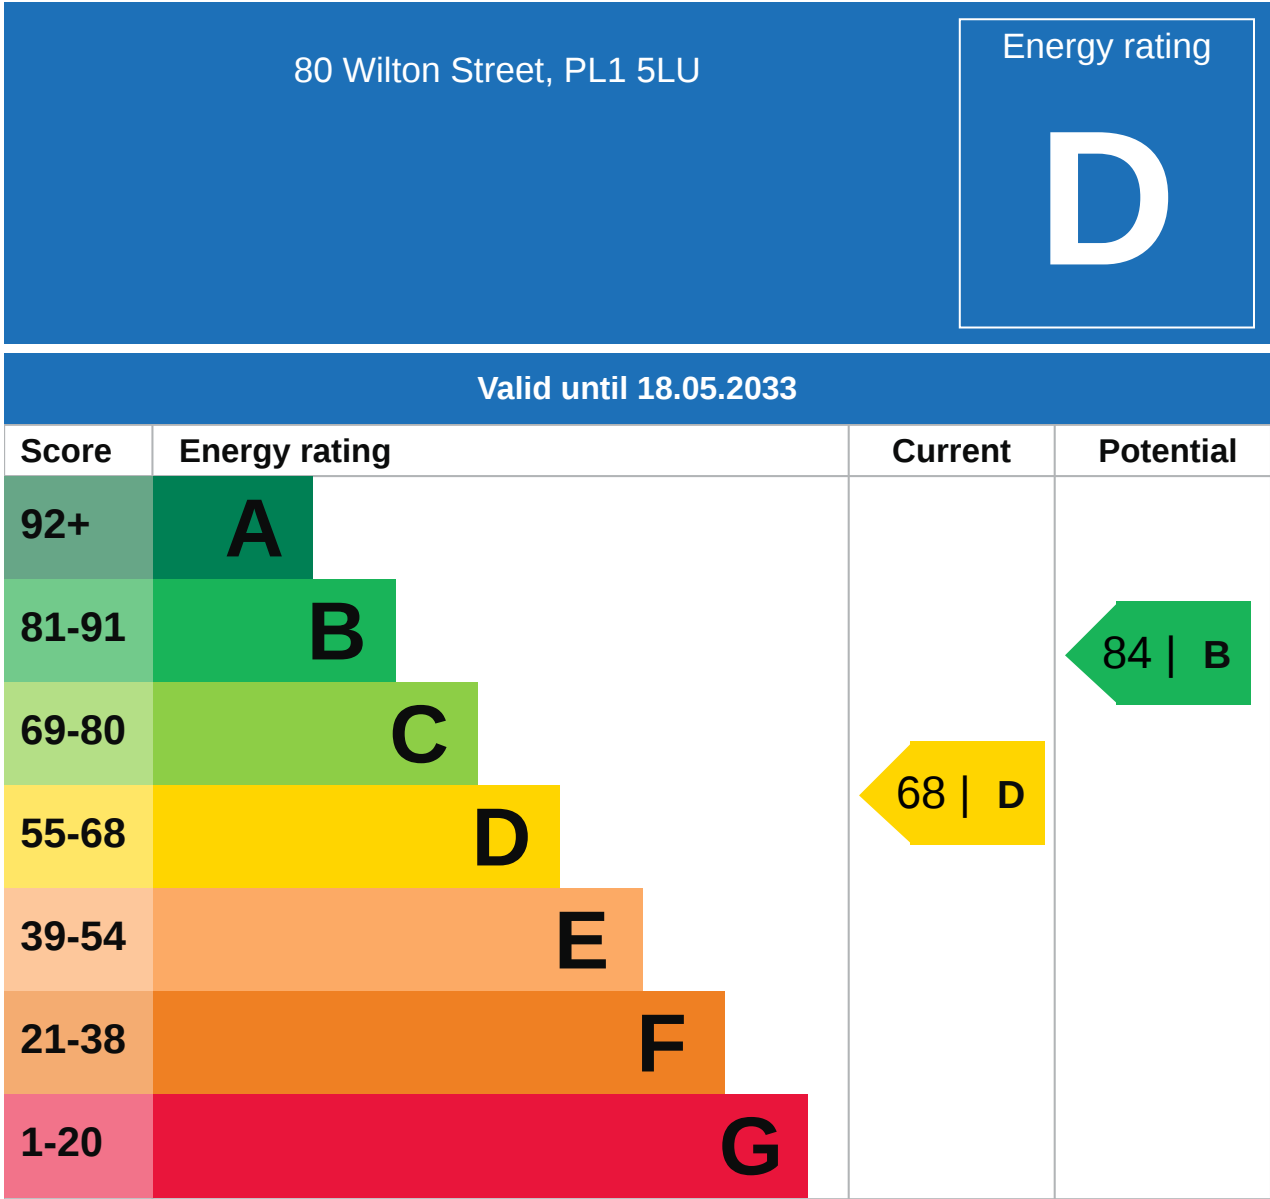 80 Wilton Street, PL1 5LU
Energy rating
D
Valid until 18.05.2033
Score Energy rating Current Potential
92+ A
81-91 B
84 | B
69-80 C
68 | D
55-68 D
39-54 E
21-38 F
1-20 G